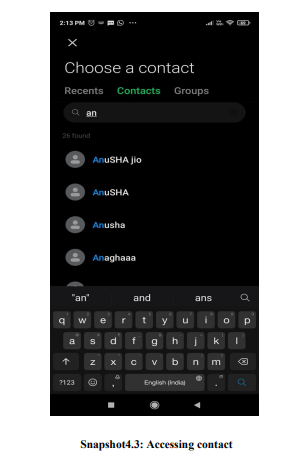 2:13 PM
Choose a contact
Recents Contacts Groups
an
26 found
AnuSHA jio
AnuSHA
Anusha
Anaghaaa
"an" and ans
q w e r t y u i o p
a s d f g h j k l
z x c v b n m
?123 , English (India) .
Snapshot4.3: Accessing contact